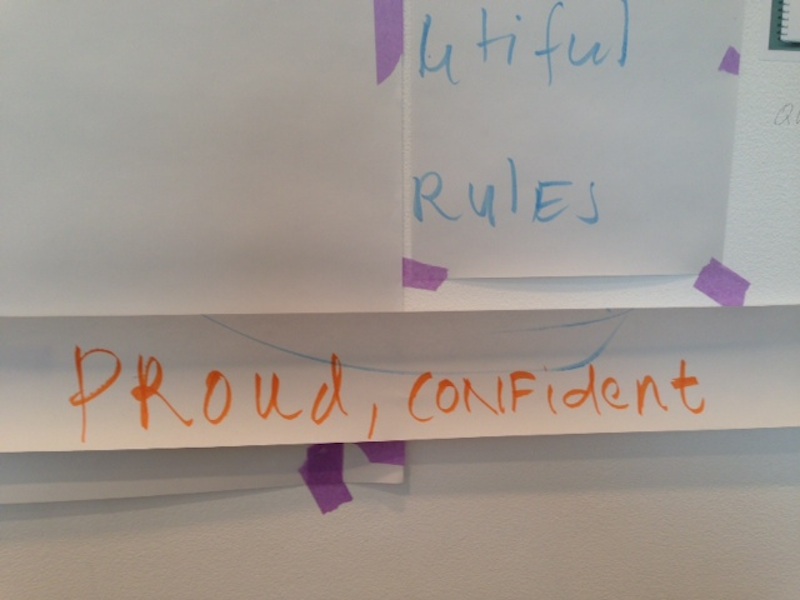 utiful
RULES
PROUD, CONFident